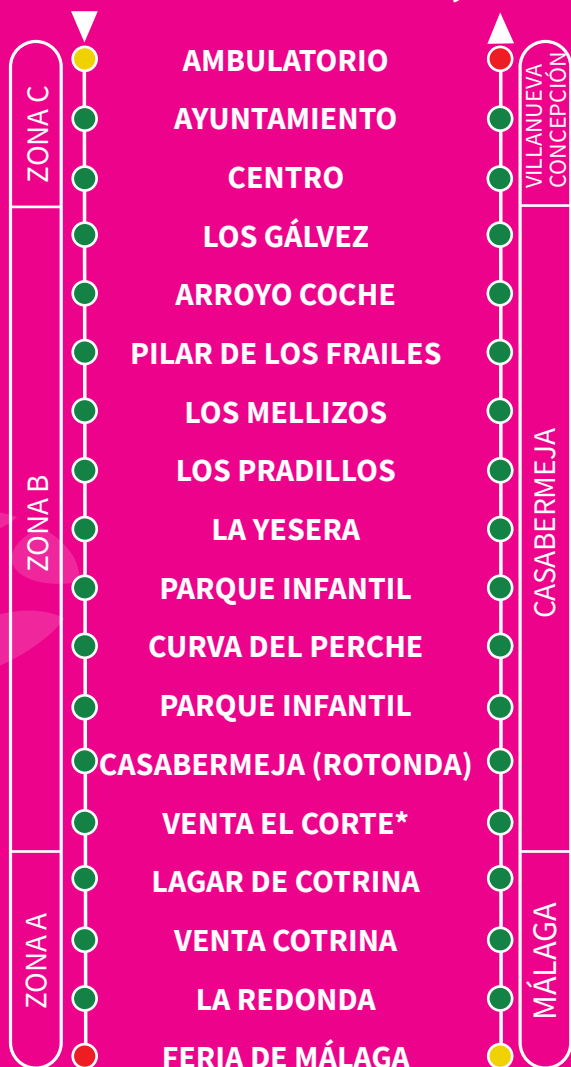 AMBULATORIO
AYUNTAMIENTO
CENTRO
LOS GÁLVEZ
ARROYO COCHE
PILAR DE LOS FRAILES
LOS MELLIZOS
LOS PRADILLOS
LA YESERA
PARQUE INFANTIL
CURVA DEL PERCHE
PARQUE INFANTIL
CASABERMEJA (ROTONDA)
VENTA EL CORTE*
LAGAR DE COTRINA
VENTA COTRINA
LA REDONDA
FERIA DE MÁLAGA
ZONA C
ZONA B
ZONA A
VILLANUEVA
CONCEPCIÓN
CASABERMEJA
MÁLAGA